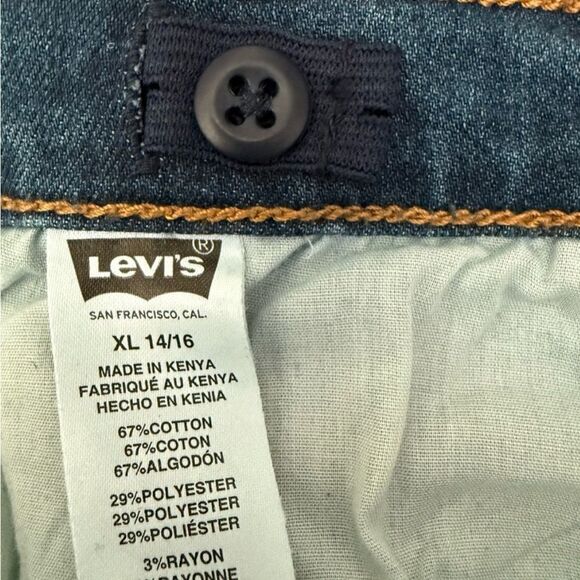 LEVI'S ®
SAN FRANCISCO, CAL.
XL 14/16
MADE IN KENYA
FABRIQUÉ AU KENYA
HECHO EN KENIA
67%COTTON
67%COTON
67%ALGODÓN
29%POLYESTER
29%POLYESTER
29%POLIÉSTER
3%RAYON